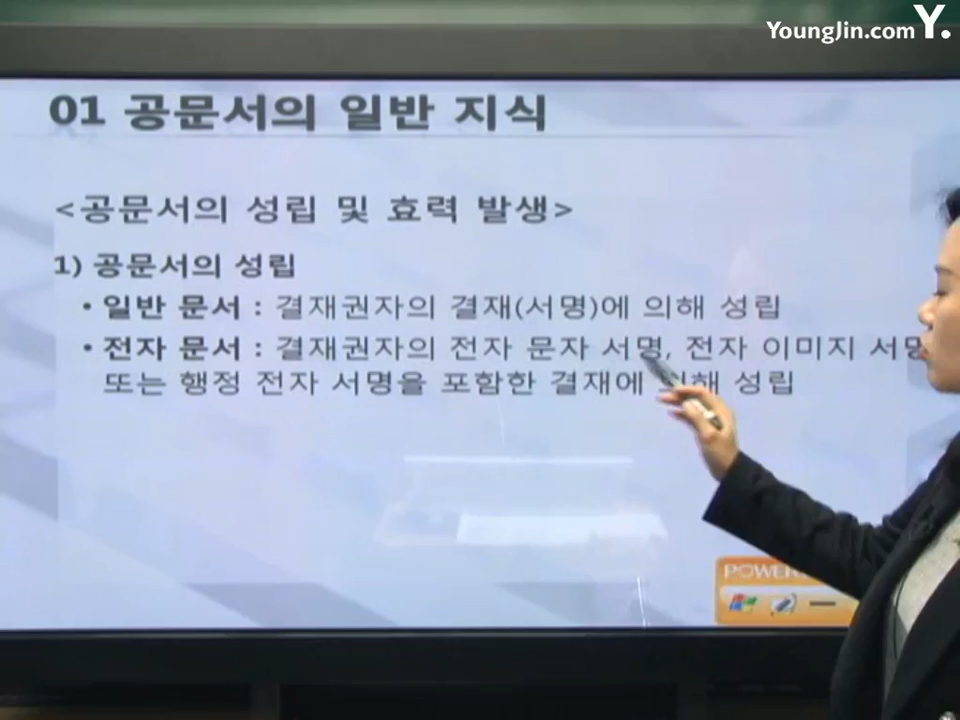 YoungJin.com Y.
01 공문서의 일반 지식
<공문서의 성립 및 효력 발생>
1) 공문서의 성립
• 일반 문서 : 결재권자의 결재(서명)에 의해 성립
• 전자 문서 : 결재권자의 전자 문자 서명, 전자 이미지 서명
또는 행정 전자 서명을 포함한 결재에 의해 성립
POWER